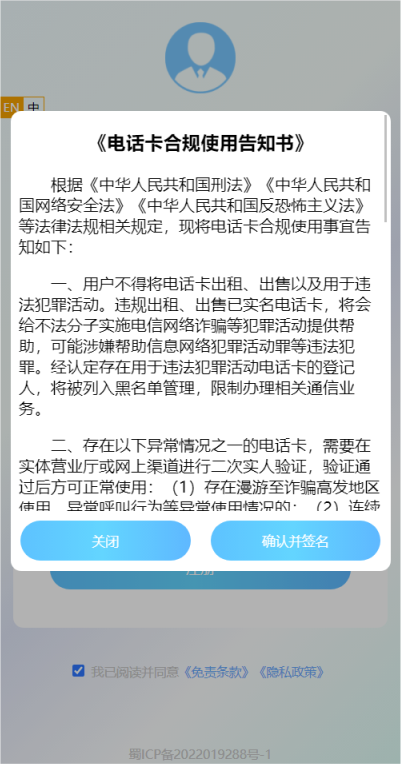 EN 中
《电话卡合规使用告知书》
根据《中华人民共和国刑法》《中华人民共和
国网络安全法》《中华人民共和国反恐怖主义法》
等法律法规相关规定，现将电话卡合规使用事宜告
知如下：
一、用户不得将电话卡出租、出售以及用于违
法犯罪活动。违规出租、出售已实名电话卡，将会
给不法分子实施电信网络诈骗等犯罪活动提供帮
助，可能涉嫌帮助信息网络犯罪活动罪等违法犯
罪。经认定存在用于违法犯罪活动电话卡的登记
人，将被列入黑名单管理，限制办理相关通信业
务。
二、存在以下异常情况之一的电话卡，需要在
实体营业厅或网上渠道进行二次实人验证，验证通
过后方可正常使用：（1）存在漫游至诈骗高发地区
使用、异常呼叫行为等异常使用情况的；（2）连续
关闭 确认并签名
注册
我已阅读并同意《免责条款》《隐私政策》
蜀ICP备2022019288号-1